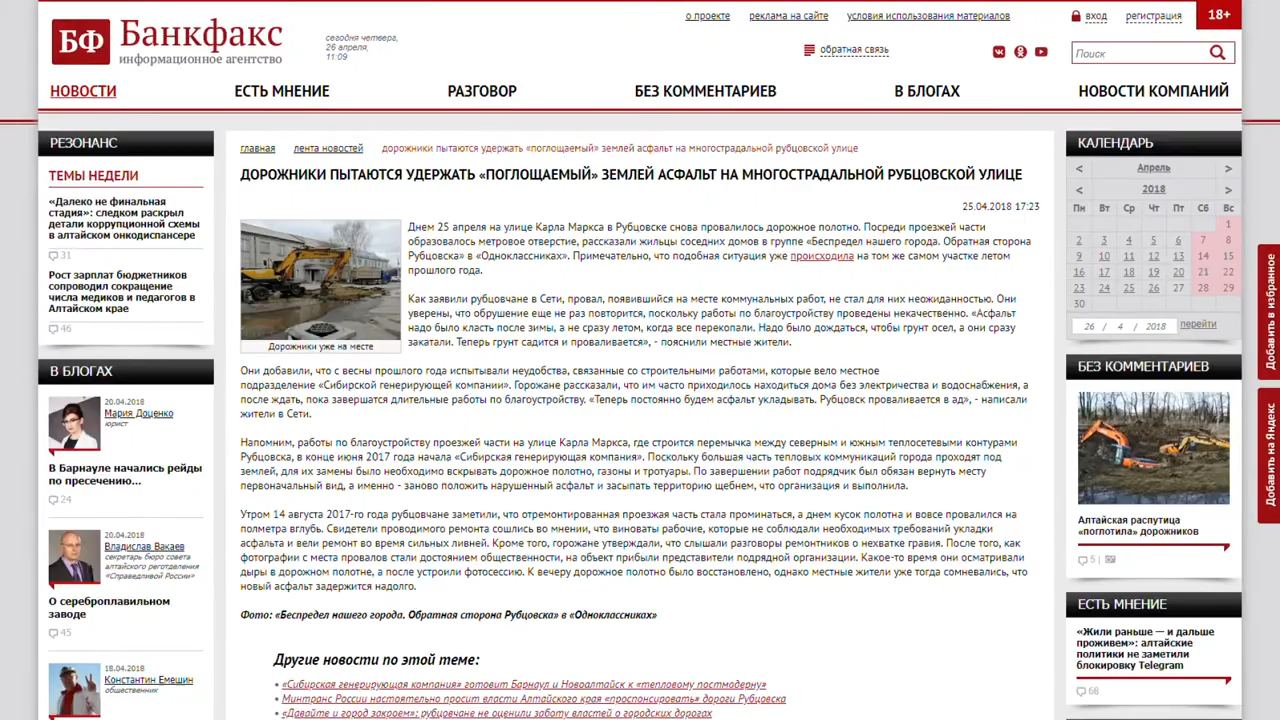 о проекте
реклама на сайте
условия использования материалов
вход
регистрация
18+
БФ
Банкфакс
информационное агентство
сегодня четверг,
26 апреля,
11:09
обратная связь
Поиск
НОВОСТИ
ЕСТЬ МНЕНИЕ
РАЗГОВОР
БЕЗ КОММЕНТАРИЕВ
В БЛОГАХ
НОВОСТИ КОМПАНИЙ
РЕЗОНАНС
ТЕМЫ НЕДЕЛИ
«Далеко не финальная
стадия»: следком раскрыл
детали коррупционной схемы
в алтайском онкодиспансере
31
Рост зарплат бюджетников
сопроводил сокращение
числа медиков и педагогов в
Алтайском крае
46
В БЛОГАХ
20.04.2018
Мария Доценко
юрист
В Барнауле начались рейды
по пресечению...
24
20.04.2018
Владислав Вакаев
секретарь бюро совета
алтайского реготделения
«Справедливой России»
О сереброплавильном
заводе
45
18.04.2018
Константин Емешин
общественник
главная
лента новостей
дорожники пытаются удержать «поглощаемый» землей асфальт на многострадальной рубцовской улице
ДОРОЖНИКИ ПЫТАЮТСЯ УДЕРЖАТЬ «ПОГЛОЩАЕМЫЙ» ЗЕМЛЕЙ АСФАЛЬТ НА МНОГОСТРАДАЛЬНОЙ РУБЦОВСКОЙ УЛИЦЕ
25.04.2018 17:23
Дорожники уже на месте
Днем 25 апреля на улице Карла Маркса в Рубцовске снова провалилось дорожное полотно. Посреди проезжей части
образовалось метровое отверстие, рассказали жильцы соседних домов в группе «Беспредел нашего города. Обратная сторона
Рубцовска» в «Одноклассниках». Примечательно, что подобная ситуация уже происходила на том же самом участке летом
прошлого года.
Как заявили рубцовчане в Сети, провал, появившийся на месте коммунальных работ, не стал для них неожиданностью. Они
уверены, что обрушение еще не раз повторится, поскольку работы по благоустройству проведены некачественно. «Асфальт
надо было класть после зимы, а не сразу летом, когда все перекопали. Надо было дождаться, чтобы грунт осел, а они сразу
закатали. Теперь грунт садится и проваливается», - пояснили местные жители.
Они добавили, что с весны прошлого года испытывали неудобства, связанные со строительными работами, которые вело местное
подразделение «Сибирской генерирующей компании». Горожане рассказали, что им часто приходилось находиться дома без электричества и водоснабжения, а
после ждать, пока завершатся длительные работы по благоустройству. «Теперь постоянно будем асфальт укладывать. Рубцовск проваливается в ад», - написали
жители в Сети.
Напомним, работы по благоустройству проезжей части на улице Карла Маркса, где строится перемычка между северным и южным теплосетевыми контурами
Рубцовска, в конце июня 2017 года начала «Сибирская генерирующая компания». Поскольку большая часть тепловых коммуникаций города проходят под
землей, для их замены было необходимо вскрывать дорожное полотно, газоны и тротуары. По завершении работ подрядчик был обязан вернуть месту
первоначальный вид, а именно - заново положить нарушенный асфальт и засыпать территорию щебнем, что организация и выполнила.
Утром 14 августа 2017-го года рубцовчане заметили, что отремонтированная проезжая часть стала проминаться, а днем кусок полотна и вовсе провалился на
полметра вглубь. Свидетели проводимого ремонта сошлись во мнении, что виноваты рабочие, которые не соблюдали необходимых требований укладки
асфальта и вели ремонт во время сильных ливней. Кроме того, горожане утверждали, что слышали разговоры ремонтников о нехватке гравия. После того, как
фотографии с места провалов стали достоянием общественности, на объект прибыли представители подрядной организации. Какое-то время они осматривали
дыры в дорожном полотне, а после устроили фотосессию. К вечеру дорожное полотно было восстановлено, однако местные жители уже тогда сомневались, что
новый асфальт задержится надолго.
Фото: «Беспредел нашего города. Обратная сторона Рубцовска» в «Одноклассниках»
Другие новости по этой теме:
• «Сибирская генерирующая компания» готовит Барнаул и Новоалтайск к «тепловому постмодерну»
• Минтранс России настоятельно просит власти Алтайского края «проспонсировать» дороги Рубцовска
• «Давайте и город закроем»: рубцовчане не оценили заботу властей о городских дорогах
КАЛЕНДАРЬ
< Апрель >
< 2018 >
Пн Вт Ср Чт Пт Сб Вс
1
2 3 4 5 6 7 8
9 10 11 12 13 14 15
16 17 18 19 20 21 22
23 24 25 26 27 28 29
30
26 / 4 / 2018 перейти
БЕЗ КОММЕНТАРИЕВ
Алтайская распутица
«поглотила» дорожников
5 |
ЕСТЬ МНЕНИЕ
«Жили раньше — и дальше
проживем»: алтайские
политики не заметили
блокировку Telegram
68
Добавить в избранное
Добавить на Яндекс